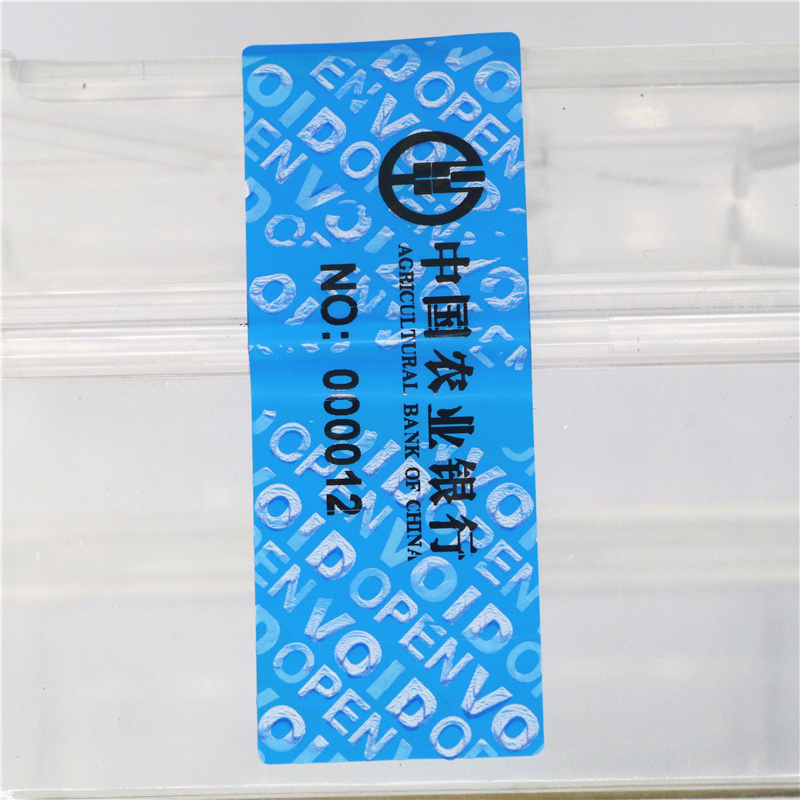 中国农业银行
AGRICULTURAL BANK OF CHINA
NO: 000012
VOID OPEN